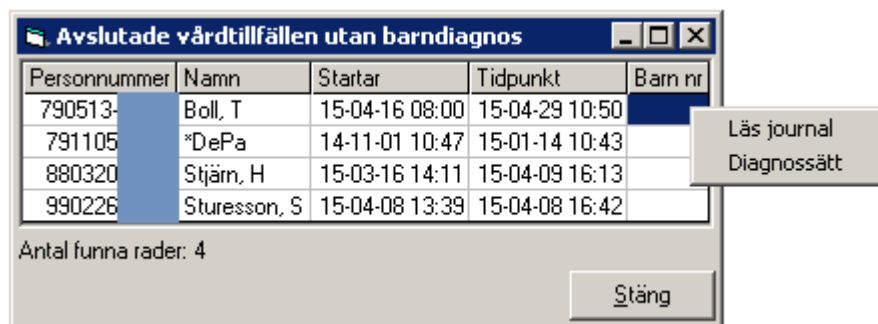 Avslutade vårdtillfällen utan barndiagnos
Personnummer Namn Startar Tidpunkt Barn nr
790513- Boll, T 15-04-16 08:00 15-04-29 10:50
791105 *DePa 14-11-01 10:47 15-01-14 10:43
880320 Stjärn, H 15-03-16 14:11 15-04-09 16:13
990226 Sturesson, S 15-04-08 13:39 15-04-08 16:42
Läs journal
Diagnossätt
Antal funna rader: 4
Stäng